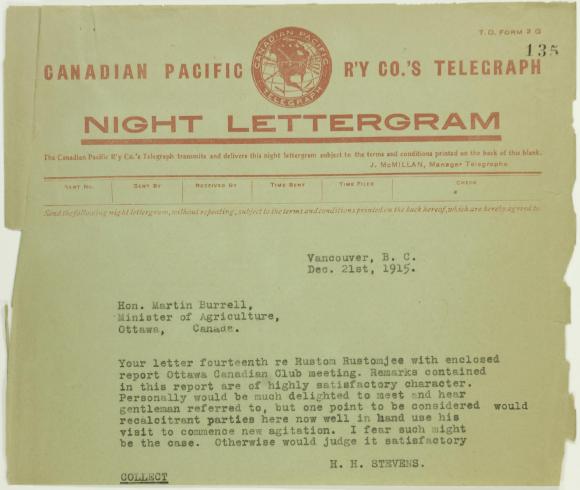 T. D. FORM 2 G
135
CANADIAN PACIFIC R'Y CO.'S TELEGRAPH
CANADIAN PACIFIC
TELEGRAPH
NIGHT LETTERGRAM
The Canadian Pacific R'y Co.'s Telegraph transmits and delivers this night lettergram subject to the terms and conditions printed on the back of this blank.
J. McMILLAN, Manager Telegraphs
SENT NO. SENT BY RECEIVED BY TIME SENT TIME FILED CHECK
Send the following night lettergram, without repeating, subject to the terms and conditions printed on the back hereof, which are hereby agreed to
Vancouver, B. C.
Dec. 21st, 1915.
Hon. Martin Burrell,
Minister of Agriculture,
Ottawa, Canada.
Your letter fourteenth re Rustom Rustomjee with enclosed
report Ottawa Canadian Club meeting. Remarks contained
in this report are of highly satisfactory character.
Personally would be much delighted to meet and hear
gentleman referred to, but one point to be considered would
recalcitrant parties here now well in hand use his
visit to commence new agitation. I fear such might
be the case. Otherwise would judge it satisfactory
H. H. STEVENS.
COLLECT